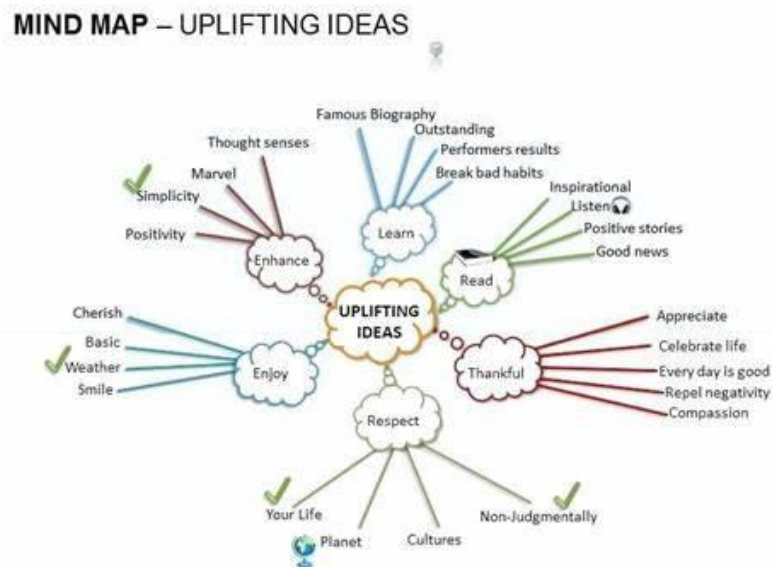 MIND MAP – UPLIFTING IDEAS
Famous Biography
Outstanding
Performers results
Break bad habits
Learn
Thought senses
Marvel
Simplicity
Positivity
Enhance
Inspirational
Listen
Positive stories
Good news
Read
UPLIFTING
IDEAS
Cherish
Basic
Weather
Smile
Enjoy
Appreciate
Celebrate life
Every day is good
Repel negativity
Compassion
Thankful
Respect
Your Life
Planet
Cultures
Non-Judgmentally